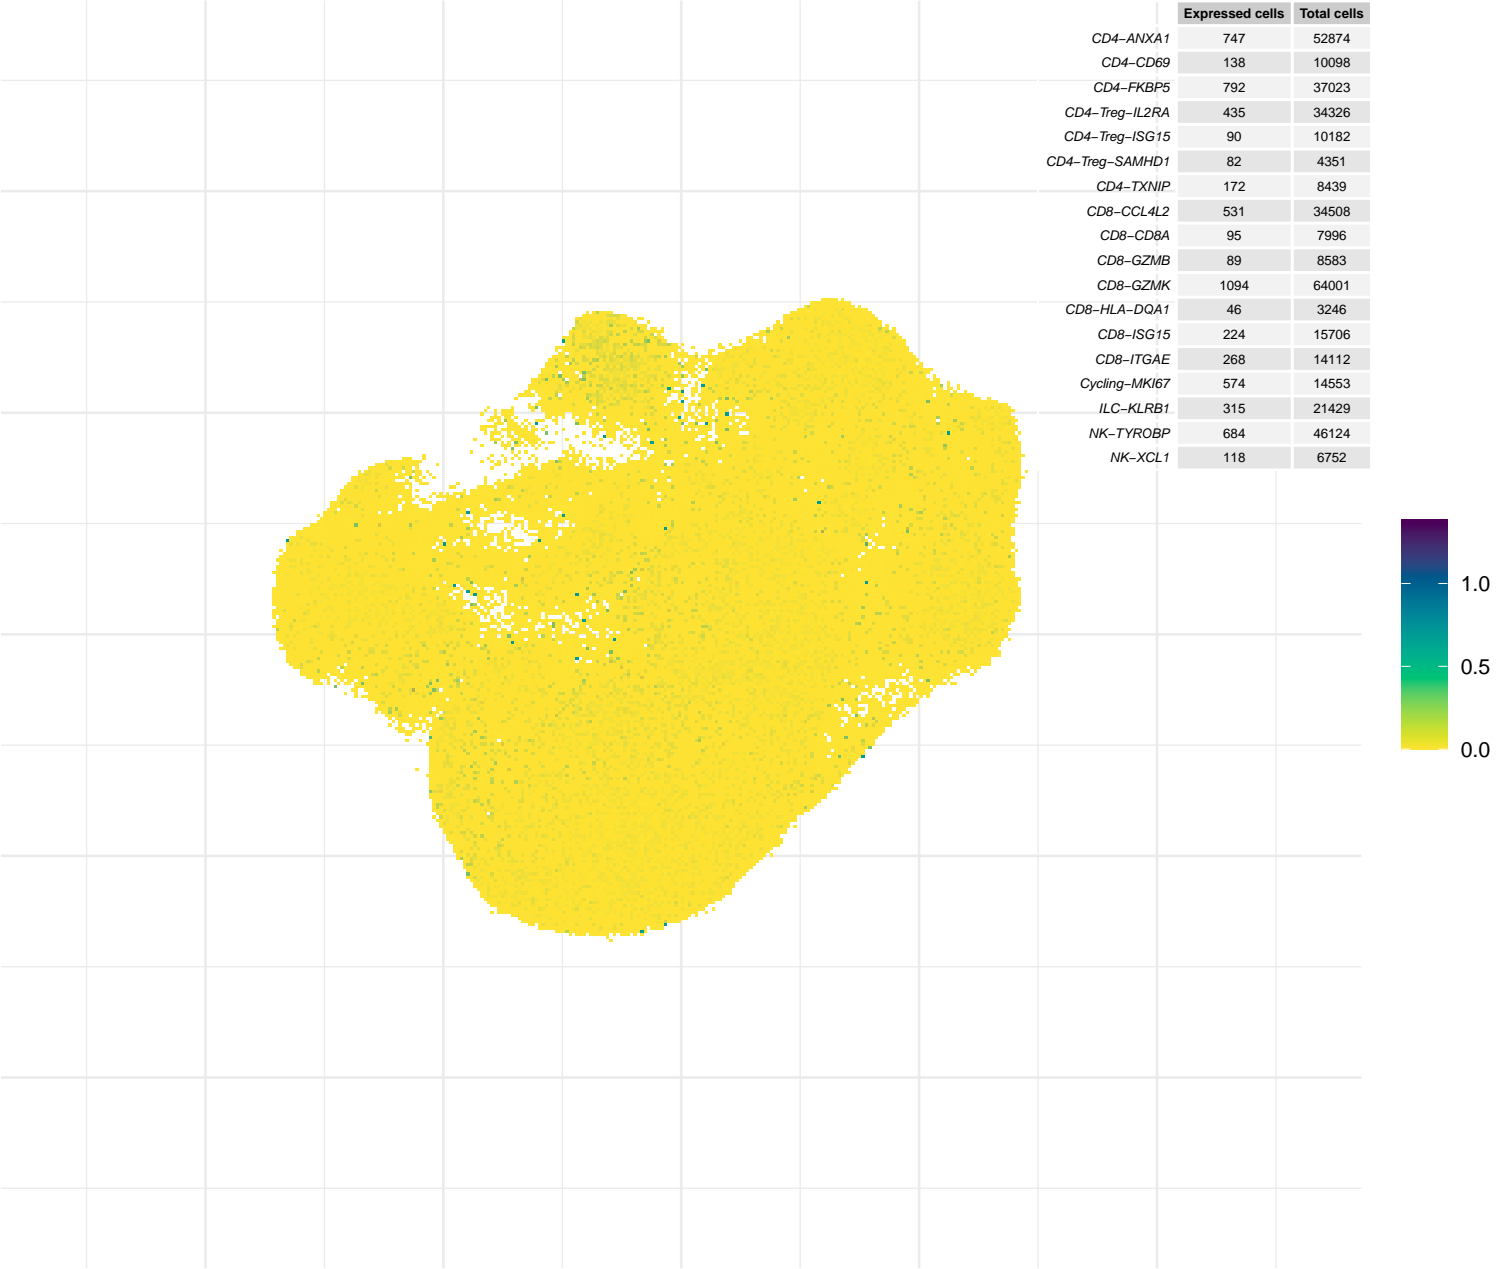 Expressed cells Total cells
CD4−ANXA1 747 52874
CD4−CD69 138 10098
CD4−FKBP5 792 37023
CD4−Treg−IL2RA 435 34326
CD4−Treg−ISG15 90 10182
CD4−Treg−SAMHD1 82 4351
CD4−TXNIP 172 8439
CD8−CCL4L2 531 34508
CD8−CD8A 95 7996
CD8−GZMB 89 8583
CD8−GZMK 1094 64001
CD8−HLA−DQA1 46 3246
CD8−ISG15 224 15706
CD8−ITGAE 268 14112
Cycling−MKI67 574 14553
ILC−KLRB1 315 21429
NK−TYROBP 684 46124
NK−XCL1 118 6752
1.0
0.5
0.0